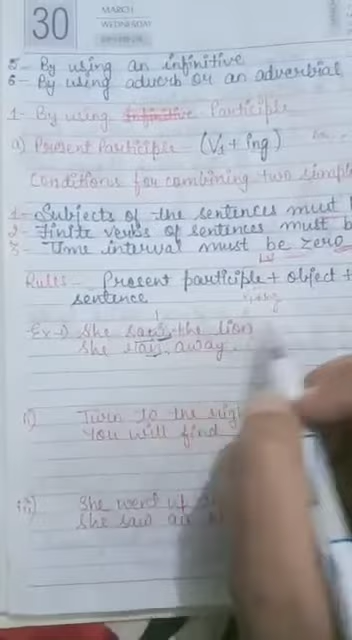 30
MARCH
WEDNESDAY
5- By using an infinitive
6- By using adverb or an adverbial
1- By using Participle
a) Present Participle (V1 + ing)
Conditions for combining two simple
1- Subjects of the sentences must
2- Finite verbs of sentences must b
3- Time interval must be zero
Rules- Present participle + object +
sentence
Ex- i) She saw the lion
She ran away.
ii) Turn to the righ
You will find
iii) She went up
She saw an